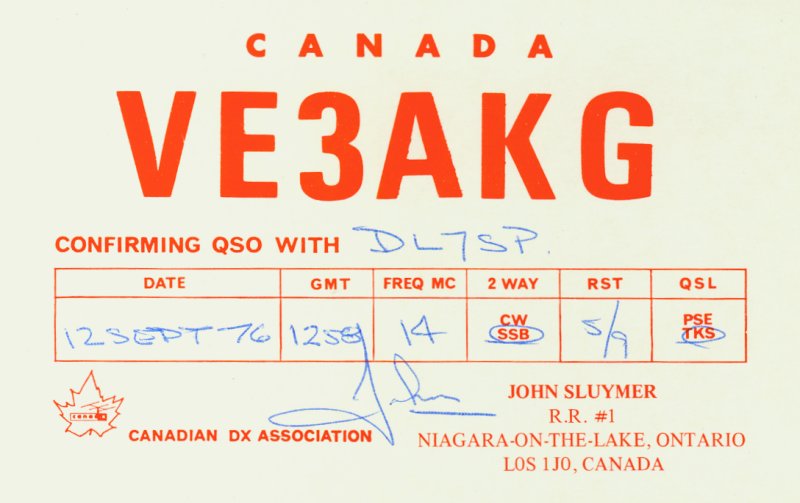 CANADA
VE3AKG
CONFIRMING QSO WITH DL7SP.
DATE GMT FREQ MC 2 WAY RST QSL
12 SEPT 76 1258 14 CW SSB 5/9 PSE TKS
John
CANADIAN DX ASSOCIATION
JOHN SLUYMER
R.R. #1
NIAGARA-ON-THE-LAKE, ONTARIO
L0S 1J0, CANADA